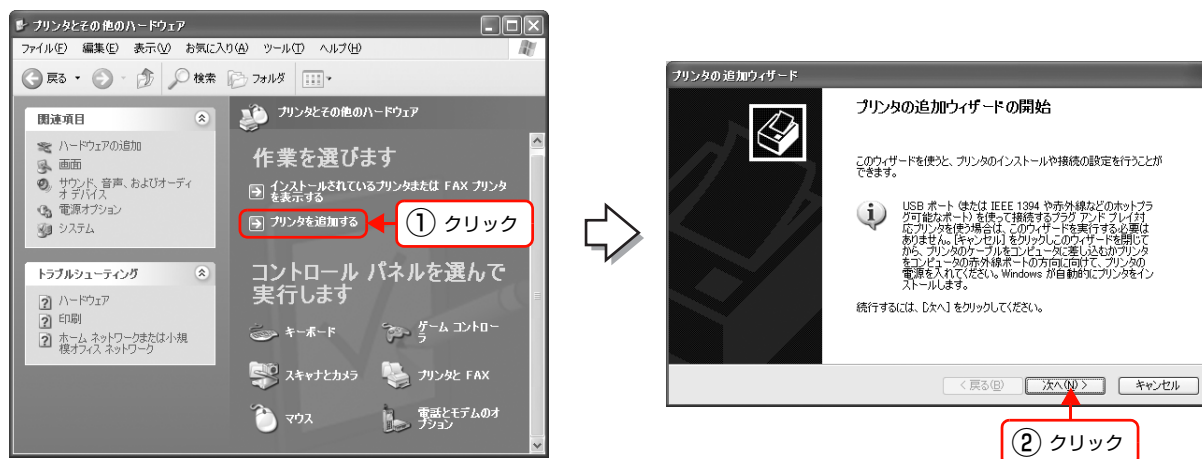 プリンタとその他のハードウェア
ファイル(F) 編集(E) 表示(V) お気に入り(A) ツール(T) ヘルプ(H)
戻る 検索 フォルダ
関連項目
ハードウェアの追加
画面
サウンド、音声、およびオーディ
オ デバイス
電源オプション
システム
トラブルシューティング
ハードウェア
印刷
ホーム ネットワークまたは小規
模オフィス ネットワーク
プリンタとその他のハードウェア
作業を選びます
インストールされているプリンタまたは FAX プリンタ
を表示する
プリンタを追加する
① クリック
コントロール パネルを選んで
実行します
キーボード
ゲーム コントロー
ラ
スキャナとカメラ
プリンタと FAX
マウス
電話とモデムのオ
プション
プリンタの追加ウィザード
プリンタの追加ウィザードの開始
このウィザードを使うと、プリンタのインストールや接続の設定を行うことが
できます。
USB ポート (または IEEE 1394 や赤外線などのホットプラ
グ可能なポート) を使って接続するプラグ アンド プレイ対
応プリンタを使う場合は、このウィザードを実行する必要は
ありません。[キャンセル] をクリックしこのウィザードを閉じて
から、プリンタのケーブルをコンピュータに差し込むかプリンタ
をコンピュータの赤外線ポートの方向に向けて、プリンタの
電源を入れてください。Windows が自動的にプリンタをイン
ストールします。
続行するには、[次へ] をクリックしてください。
< 戻る(B) 次へ(N) > キャンセル
② クリック